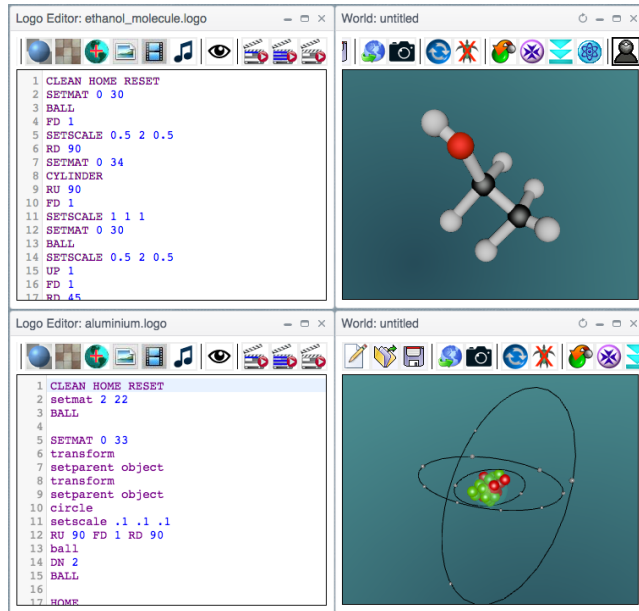 Logo Editor: ethanol_molecule.logo
World: untitled
1 CLEAN HOME RESET
2 SETMAT 0 30
3 BALL
4 FD 1
5 SETSCALE 0.5 2 0.5
6 RD 90
7 SETMAT 0 34
8 CYLINDER
9 RU 90
10 FD 1
11 SETSCALE 1 1 1
12 SETMAT 0 30
13 BALL
14 SETSCALE 0.5 2 0.5
15 UP 1
16 FD 1
17 RD 45
Logo Editor: aluminium.logo
World: untitled
1 CLEAN HOME RESET
2 setmat 2 22
3 BALL
4
5 SETMAT 0 33
6 transform
7 setparent object
8 transform
9 setparent object
10 circle
11 setscale .1 .1 .1
12 RU 90 FD 1 RD 90
13 ball
14 DN 2
15 BALL
16
17 HOME